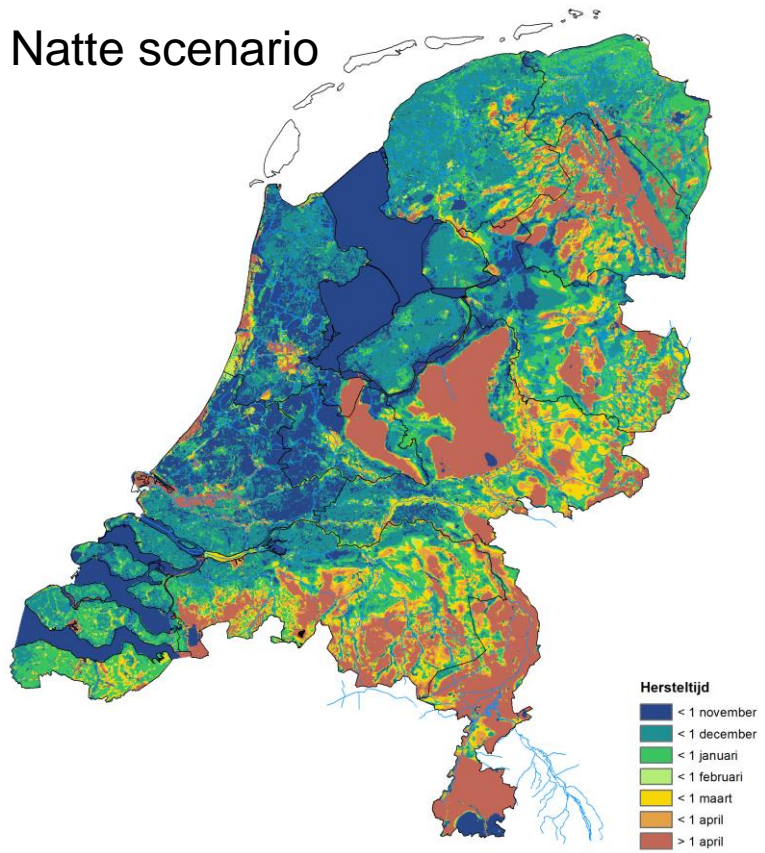 Natte scenario
Hersteltijd
< 1 november
< 1 december
< 1 januari
< 1 februari
< 1 maart
< 1 april
> 1 april